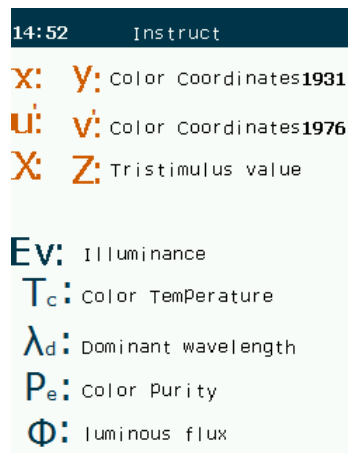 14:52 Instruct
x: y: Color Coordinates1931
u': v': Color Coordinates1976
X: Z: Tristimulus value
Ev: Illuminance
Tc: Color TemPerature
λd: Dominant wavelength
Pe: Color Purity
Φ: luminous flux